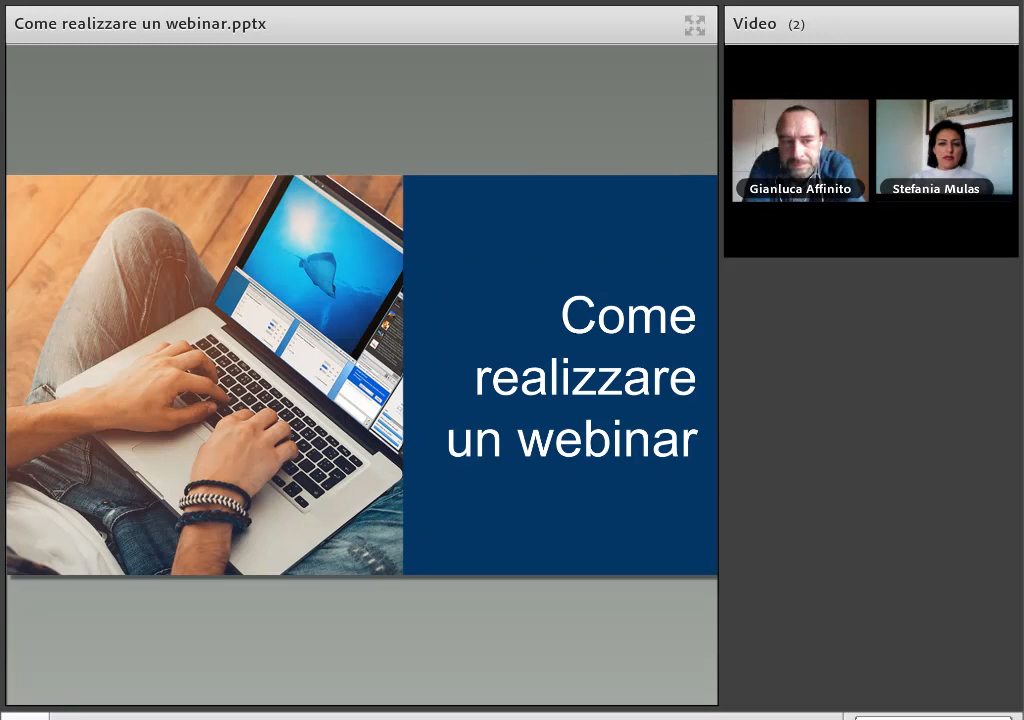 Come realizzare un webinar.pptx
Video (2)
Gianluca Affinito
Stefania Mulas
Come
realizzare
un webinar